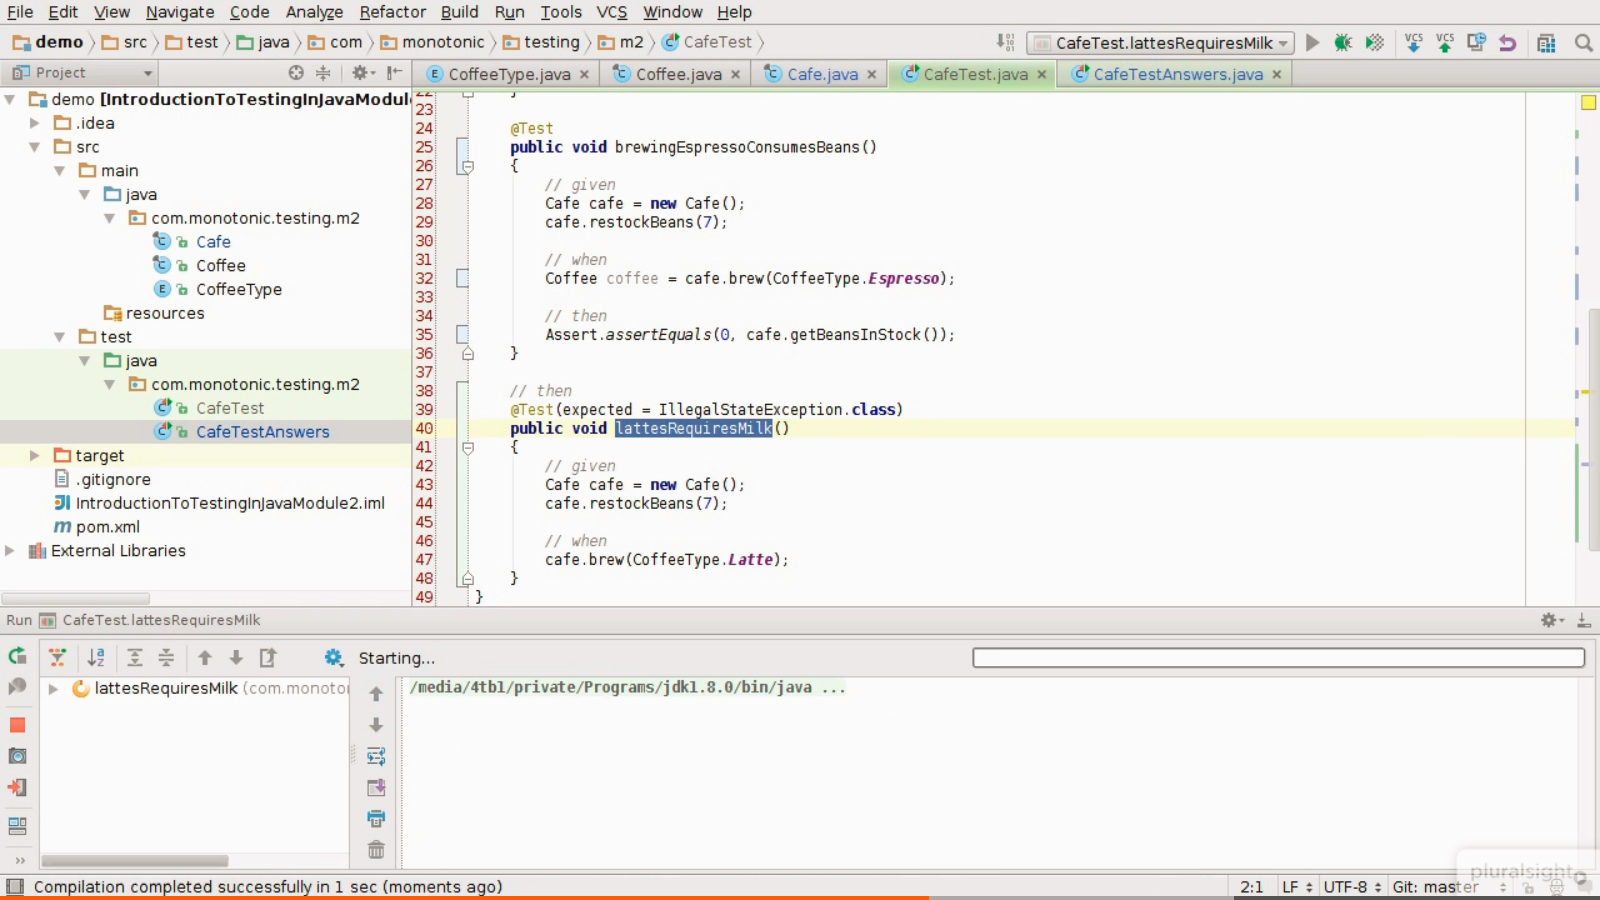 File Edit View Navigate Code Analyze Refactor Build Run Tools VCS Window Help
demo src test java com monotonic testing m2 CafeTest CafeTest.lattesRequiresMilk VCS VCS
Project CoffeeType.java Coffee.java Cafe.java CafeTest.java CafeTestAnswers.java
demo [IntroductionToTestingInJavaModul
.idea
src
main
java
com.monotonic.testing.m2
Cafe
Coffee
CoffeeType
resources
test
java
com.monotonic.testing.m2
CafeTest
CafeTestAnswers
target
.gitignore
IntroductionToTestingInJavaModule2.iml
pom.xml
External Libraries
22 }
23
24 @Test
25 public void brewingEspressoConsumesBeans()
26 {
27 // given
28 Cafe cafe = new Cafe();
29 cafe.restockBeans(7);
30
31 // when
32 Coffee coffee = cafe.brew(CoffeeType.Espresso);
33
34 // then
35 Assert.assertEquals(0, cafe.getBeansInStock());
36 }
37
38 // then
39 @Test(expected = IllegalStateException.class)
40 public void lattesRequiresMilk()
41 {
42 // given
43 Cafe cafe = new Cafe();
44 cafe.restockBeans(7);
45
46 // when
47 cafe.brew(CoffeeType.Latte);
48 }
49 }
Run CafeTest.lattesRequiresMilk
Starting...
lattesRequiresMilk (com.monoto
/media/4tb1/private/Programs/jdk1.8.0/bin/java ...
pluralsight
Compilation completed successfully in 1 sec (moments ago) 2:1 LF UTF-8 Git: master